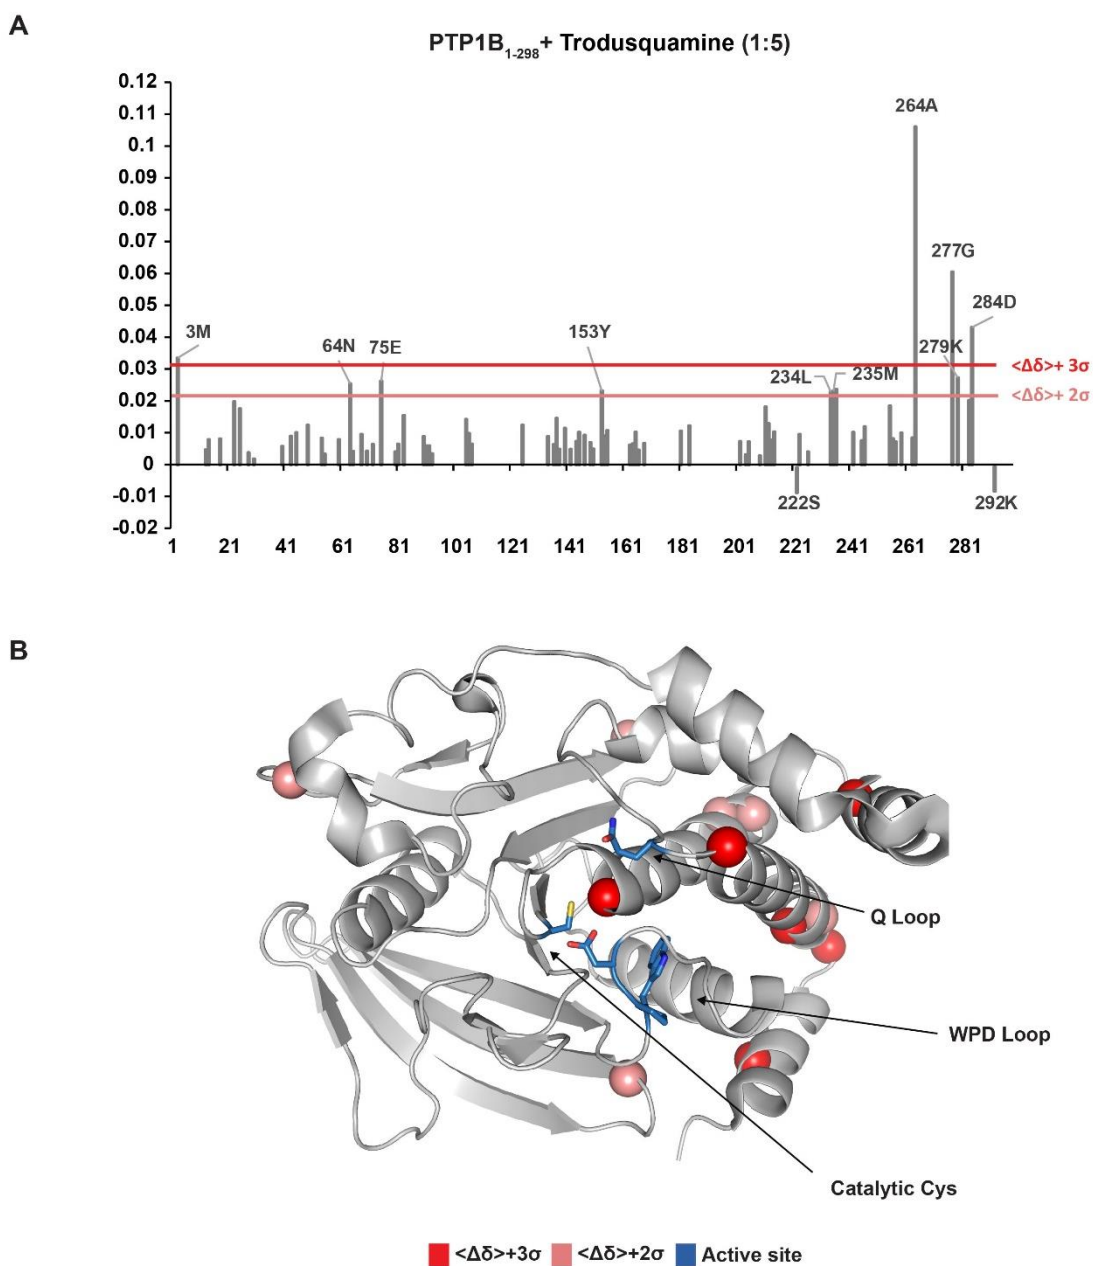 A
PTP1B1-298+ Trodusquamine (1:5)
0.12
0.11
0.1
0.09
0.08
0.07
0.06
0.05
0.04
0.03
0.02
0.01
0
-0.01
-0.02
264A
277G
284D
3M
64N
75E
153Y
279K
234L
235M
<Δδ>+ 3σ
<Δδ>+ 2σ
222S
292K
1 21 41 61 81 101 121 141 161 181 201 221 241 261 281
B
Q Loop
WPD Loop
Catalytic Cys
<Δδ>+3σ <Δδ>+2σ Active site